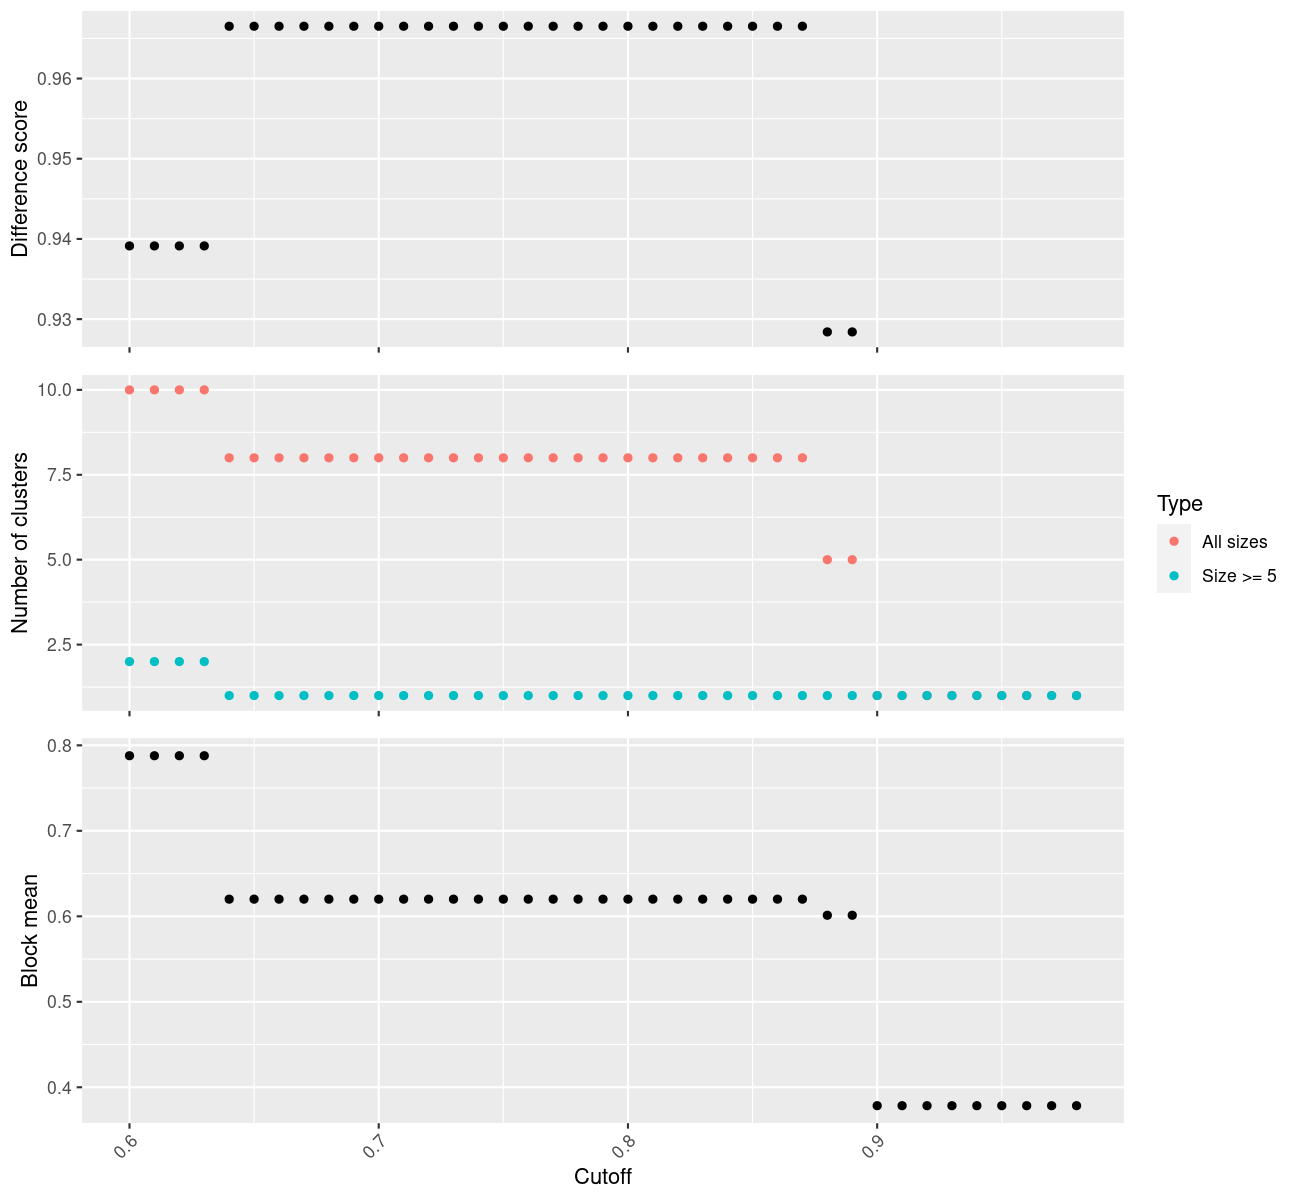 Difference score
0.96
0.95
0.94
0.93
Number of clusters
10.0
7.5
5.0
2.5
Type
All sizes
Size >= 5
Block mean
0.8
0.7
0.6
0.5
0.4
0.6 0.7 0.8 0.9
Cutoff